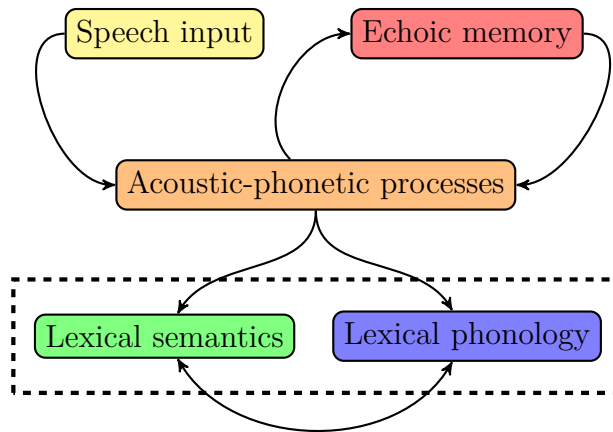 Speech input
Echoic memory
Acoustic-phonetic processes
Lexical semantics
Lexical phonology